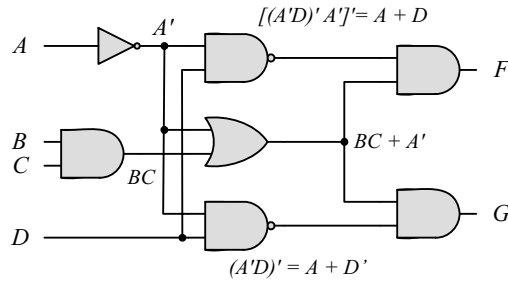 [(A'D)' A']'= A + D
A
A'
F
B
C
BC
BC + A'
D
G
(A'D)' = A + D’